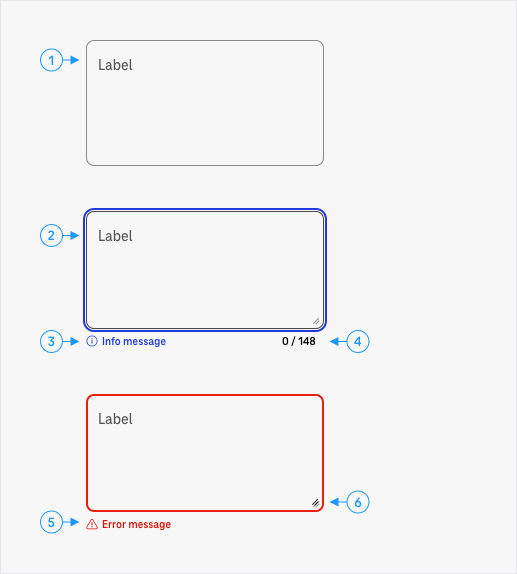 1
Label
2
Label
3
Info message
0 / 148
4
Label
6
5
Error message